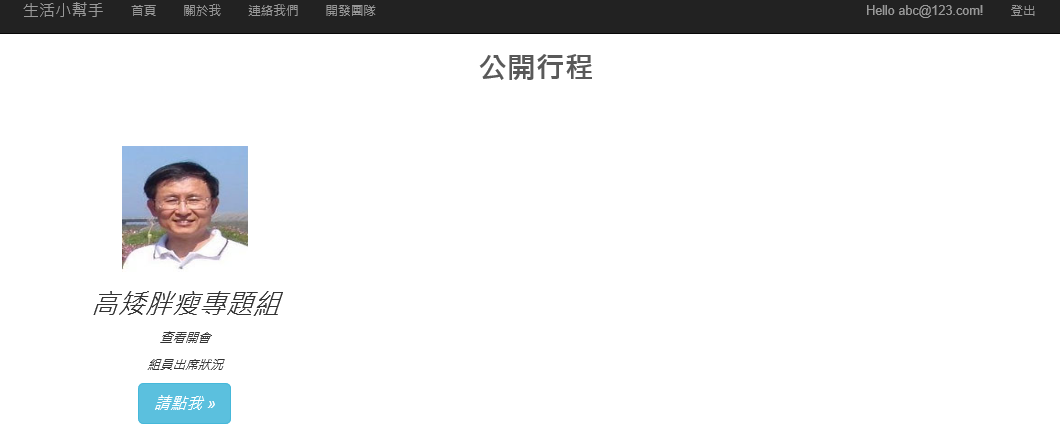 生活小幫手 首頁 關於我 連絡我們 開發團隊 Hello abc@123.com! 登出
公開行程
高矮胖瘦專題組
查看開會
組員出席狀況
請點我 »